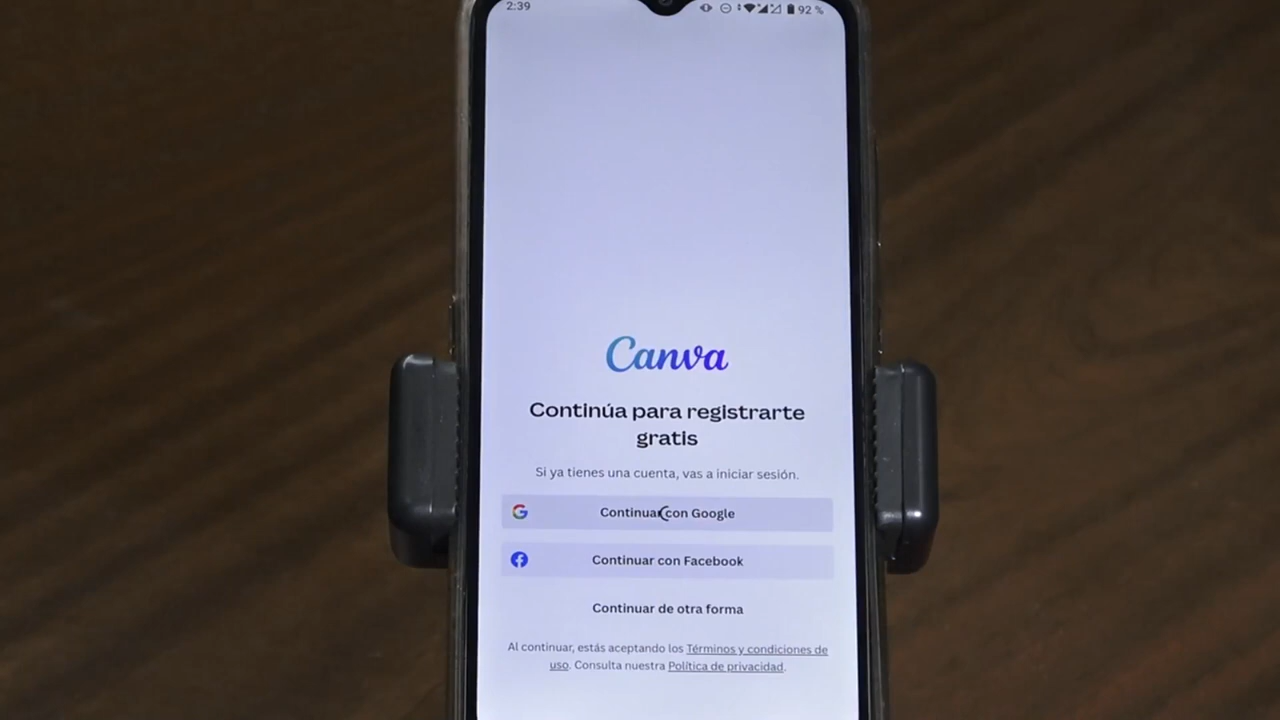 2:39
92 %
Canva
Continúa para registrarte
gratis
Si ya tienes una cuenta, vas a iniciar sesión.
Continuar con Google
Continuar con Facebook
Continuar de otra forma
Al continuar, estás aceptando los Términos y condiciones de
uso. Consulta nuestra Política de privacidad.